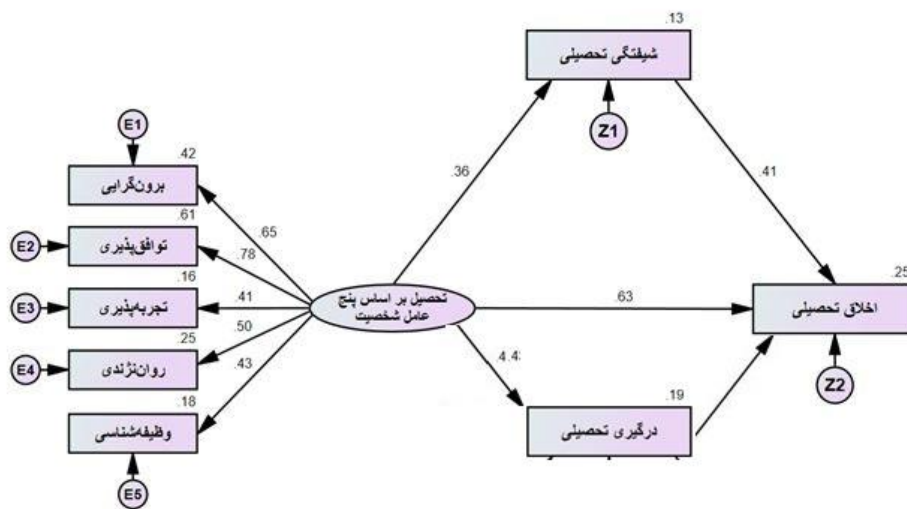 .13
شیفتگی تحصیلی
Z1
E1
.42
برون‌گرایی
.36
.41
.65
.61
E2
توافق‌پذیری
.78
.16
E3
تجربه‌پذیری
.41
تحصیل بر اساس پنج
عامل شخصیت
.63
.25
اخلاق تحصیلی
.50
.25
E4
روان‌نژندی
.43
Z2
.18
وظیفه‌شناسی
.19
درگیری تحصیلی
E5